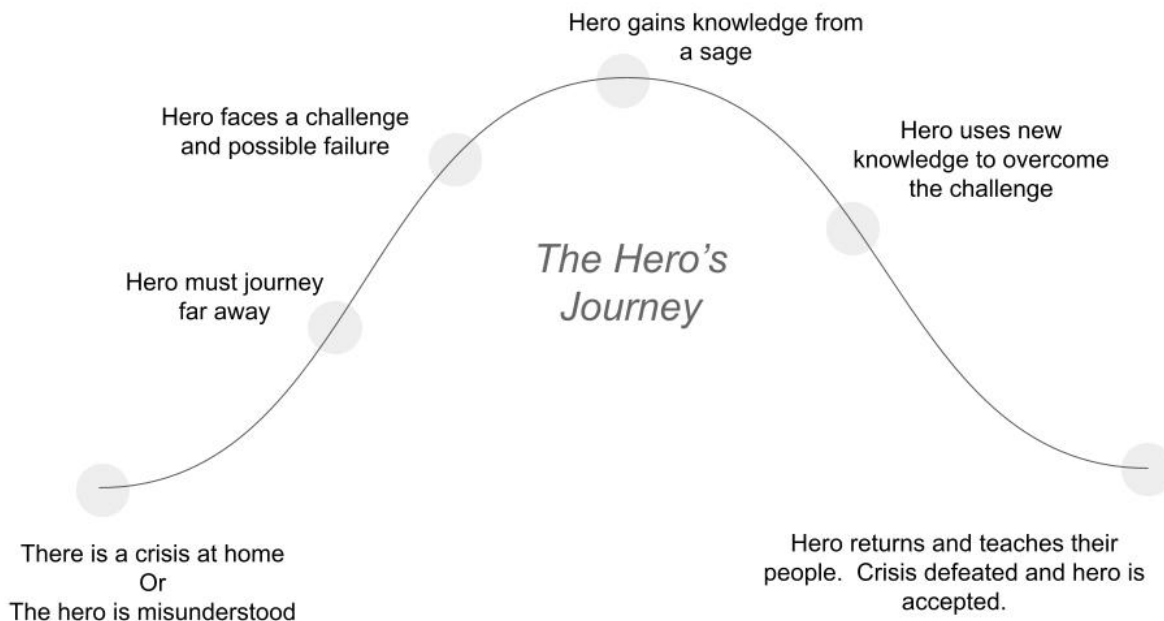 There is a crisis at home
Or
The hero is misunderstood
Hero must journey
far away
Hero faces a challenge
and possible failure
Hero gains knowledge from
a sage
Hero uses new
knowledge to overcome
the challenge
Hero returns and teaches their
people.  Crisis defeated and hero is
accepted.
The Hero’s
Journey